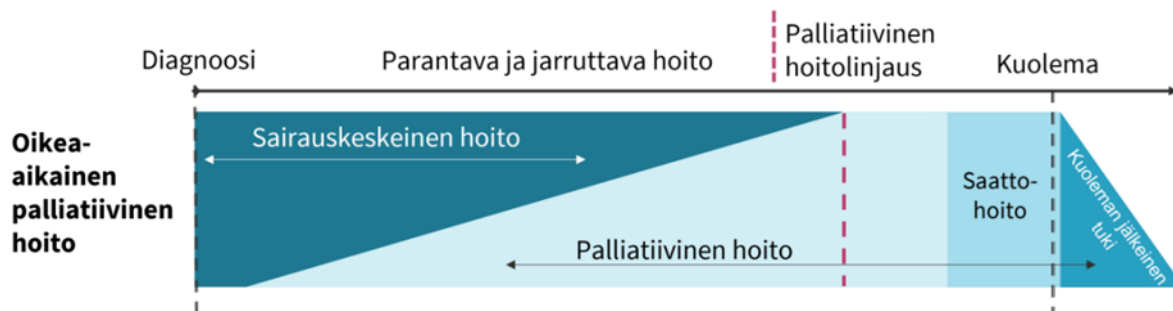 Diagnoosi
Parantava ja jarruttava hoito
Palliatiivinen
hoitolinjaus
Kuolema
Oikea-
aikainen
palliatiivinen
hoito
Sairauskeskeinen hoito
Palliatiivinen hoito
Saatto-
hoito
Kuoleman jälkeinen
tuki